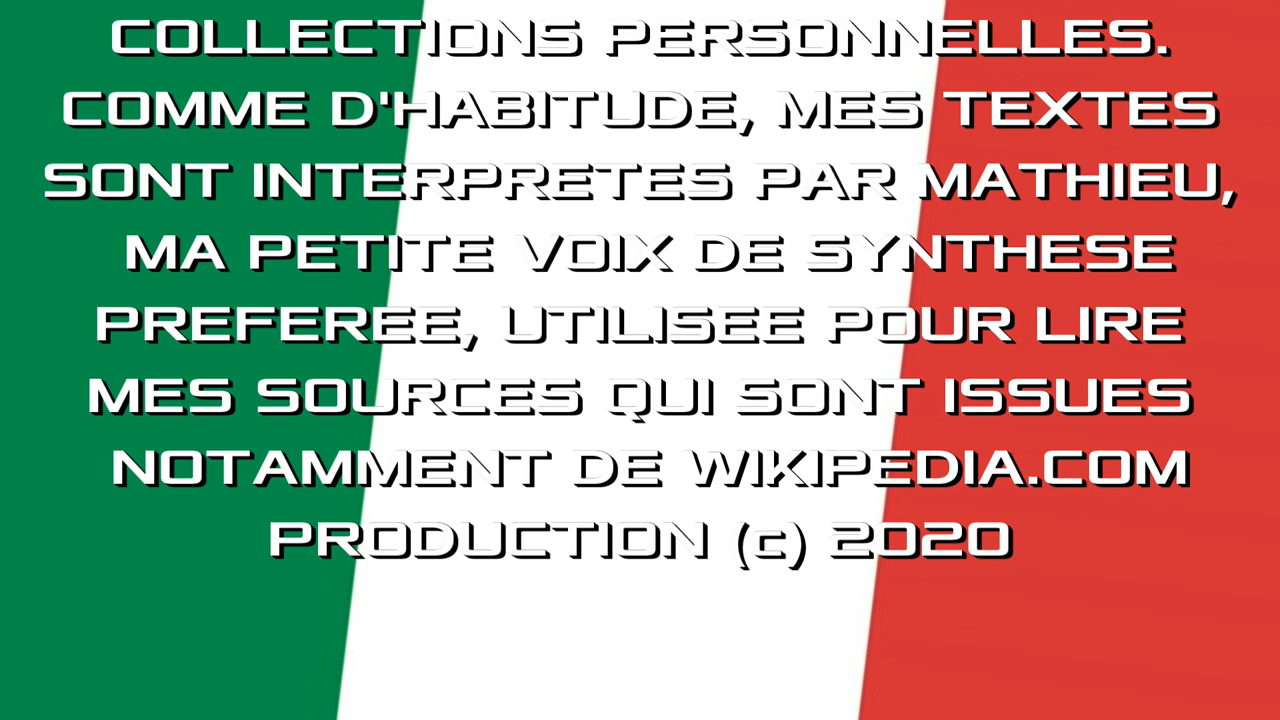 COLLECTIONS PERSONNELLES.
COMME D'HABITUDE, MES TEXTES
SONT INTERPRETES PAR MATHIEU,
MA PETITE VOIX DE SYNTHESE
PREFEREE, UTILISEE POUR LIRE
MES SOURCES QUI SONT ISSUES
NOTAMMENT DE WIKIPEDIA.COM
PRODUCTION (c) 2020